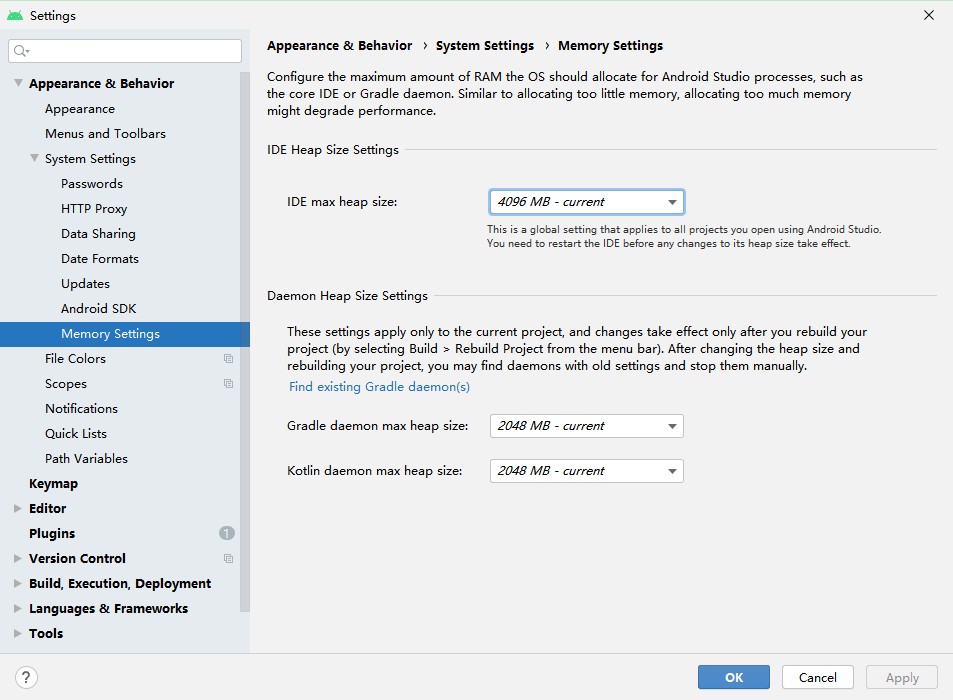 Settings
Appearance & Behavior
Appearance
Menus and Toolbars
System Settings
Passwords
HTTP Proxy
Data Sharing
Date Formats
Updates
Android SDK
Memory Settings
File Colors
Scopes
Notifications
Quick Lists
Path Variables
Keymap
Editor
Plugins 1
Version Control
Build, Execution, Deployment
Languages & Frameworks
Tools
Appearance & Behavior › System Settings › Memory Settings
Configure the maximum amount of RAM the OS should allocate for Android Studio processes, such as
the core IDE or Gradle daemon. Similar to allocating too little memory, allocating too much memory
might degrade performance.
IDE Heap Size Settings
IDE max heap size: 4096 MB - current
This is a global setting that applies to all projects you open using Android Studio.
You need to restart the IDE before any changes to its heap size take effect.
Daemon Heap Size Settings
These settings apply only to the current project, and changes take effect only after you rebuild your
project (by selecting Build > Rebuild Project from the menu bar). After changing the heap size and
rebuilding your project, you may find daemons with old settings and stop them manually.
Find existing Gradle daemon(s)
Gradle daemon max heap size: 2048 MB - current
Kotlin daemon max heap size: 2048 MB - current
? OK Cancel Apply